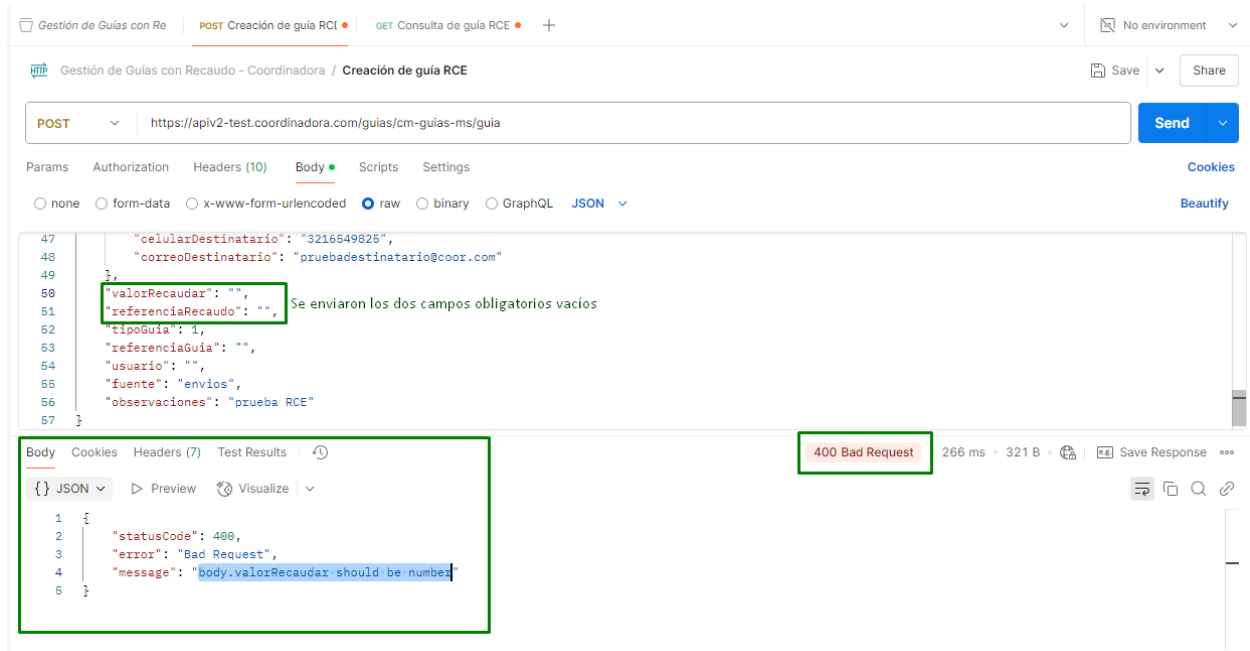 Gestión de Guías con Re POST Creación de guía RCI GET Consulta de guía RCE + No environment
HTTP Gestión de Guías con Recaudo - Coordinadora / Creación de guía RCE Save Share
POST https://apiv2-test.coordinadora.com/guias/cm-guias-ms/guia Send
Params Authorization Headers (10) Body Scripts Settings Cookies
none form-data x-www-form-urlencoded raw binary GraphQL JSON Beautify
47 "celularDestinatario": "3216549825",
48 "correoDestinatario": "pruebadestinatario@coor.com"
49 },
50 "valorRecaudar": "",
51 "referenciaRecaudo": "",
Se enviaron los dos campos obligatorios vacíos
52 "tipoGuia": 1,
53 "referenciaGuia": "",
54 "usuario": "",
55 "fuente": "envios",
56 "observaciones": "prueba RCE"
57 }
Body Cookies Headers (7) Test Results 400 Bad Request 266 ms 321 B e.g. Save Response
{} JSON Preview Visualize
1 {
2 "statusCode": 400,
3 "error": "Bad Request",
4 "message": "body.valorRecaudar should be number"
5 }